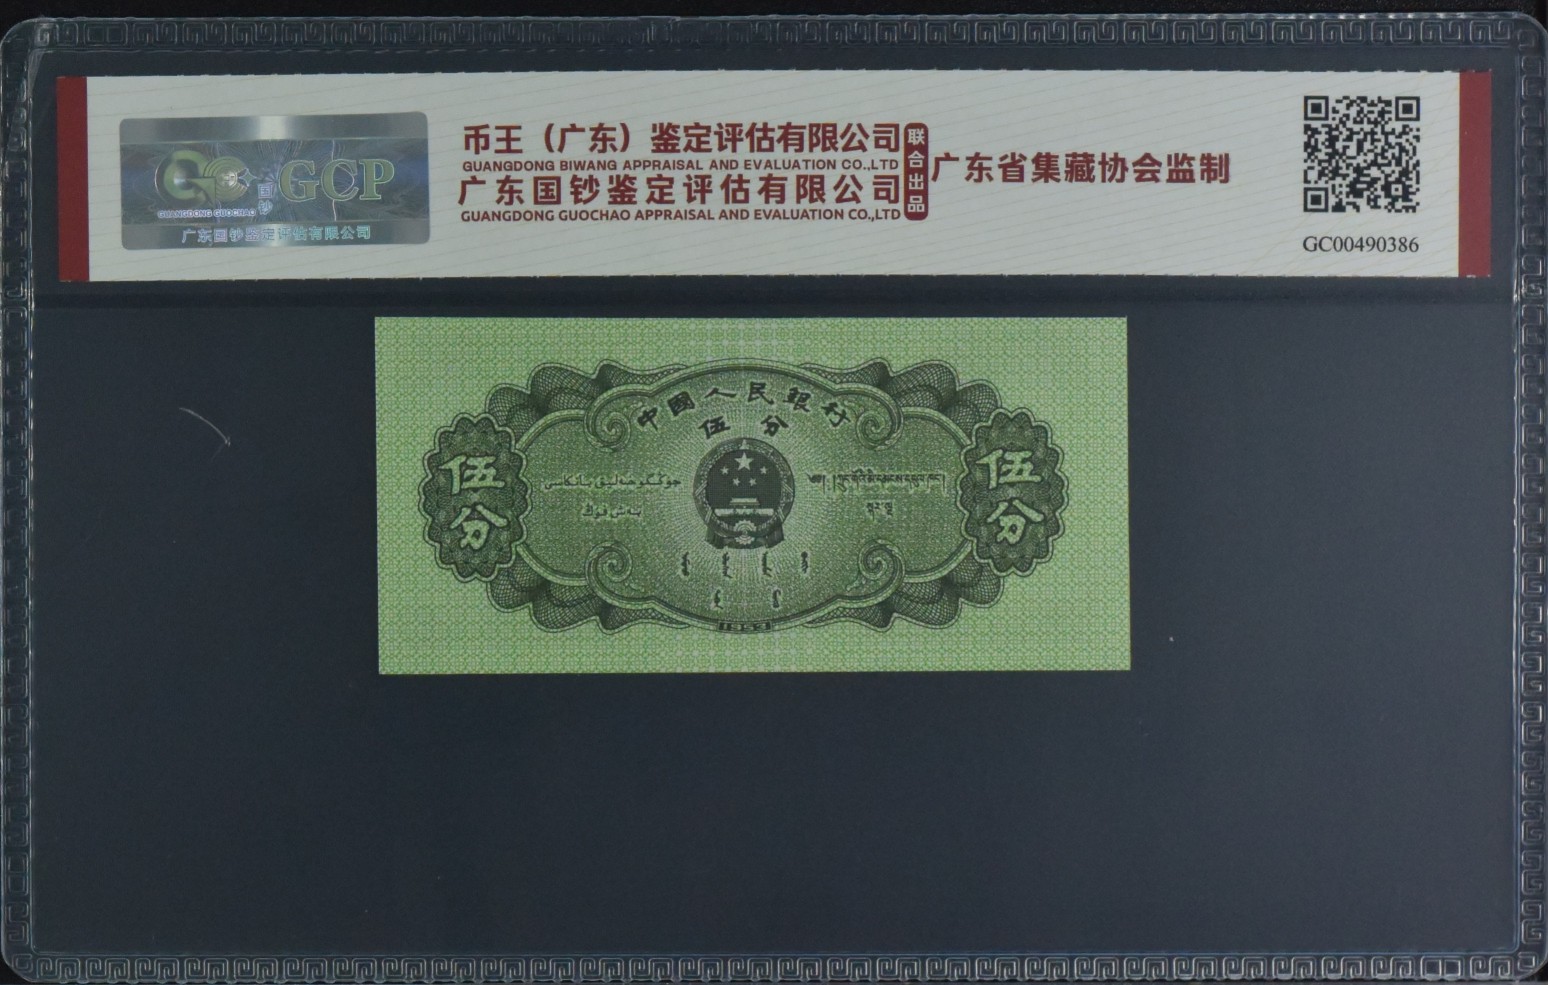 币王（广东）鉴定评估有限公司
GUANGDONG BIWANG APPRAISAL AND EVALUATION CO.,LTD
广东国钞鉴定评估有限公司
GUANGDONG GUOCHAO APPRAISAL AND EVALUATION CO.,LTD
联合出品
广东省集藏协会监制
GC00490386
GCP
国钞
GUANGDONG GUOCHAO
广东国钞鉴定评估有限公司
中國人民銀行
伍分
伍分
伍分
1953